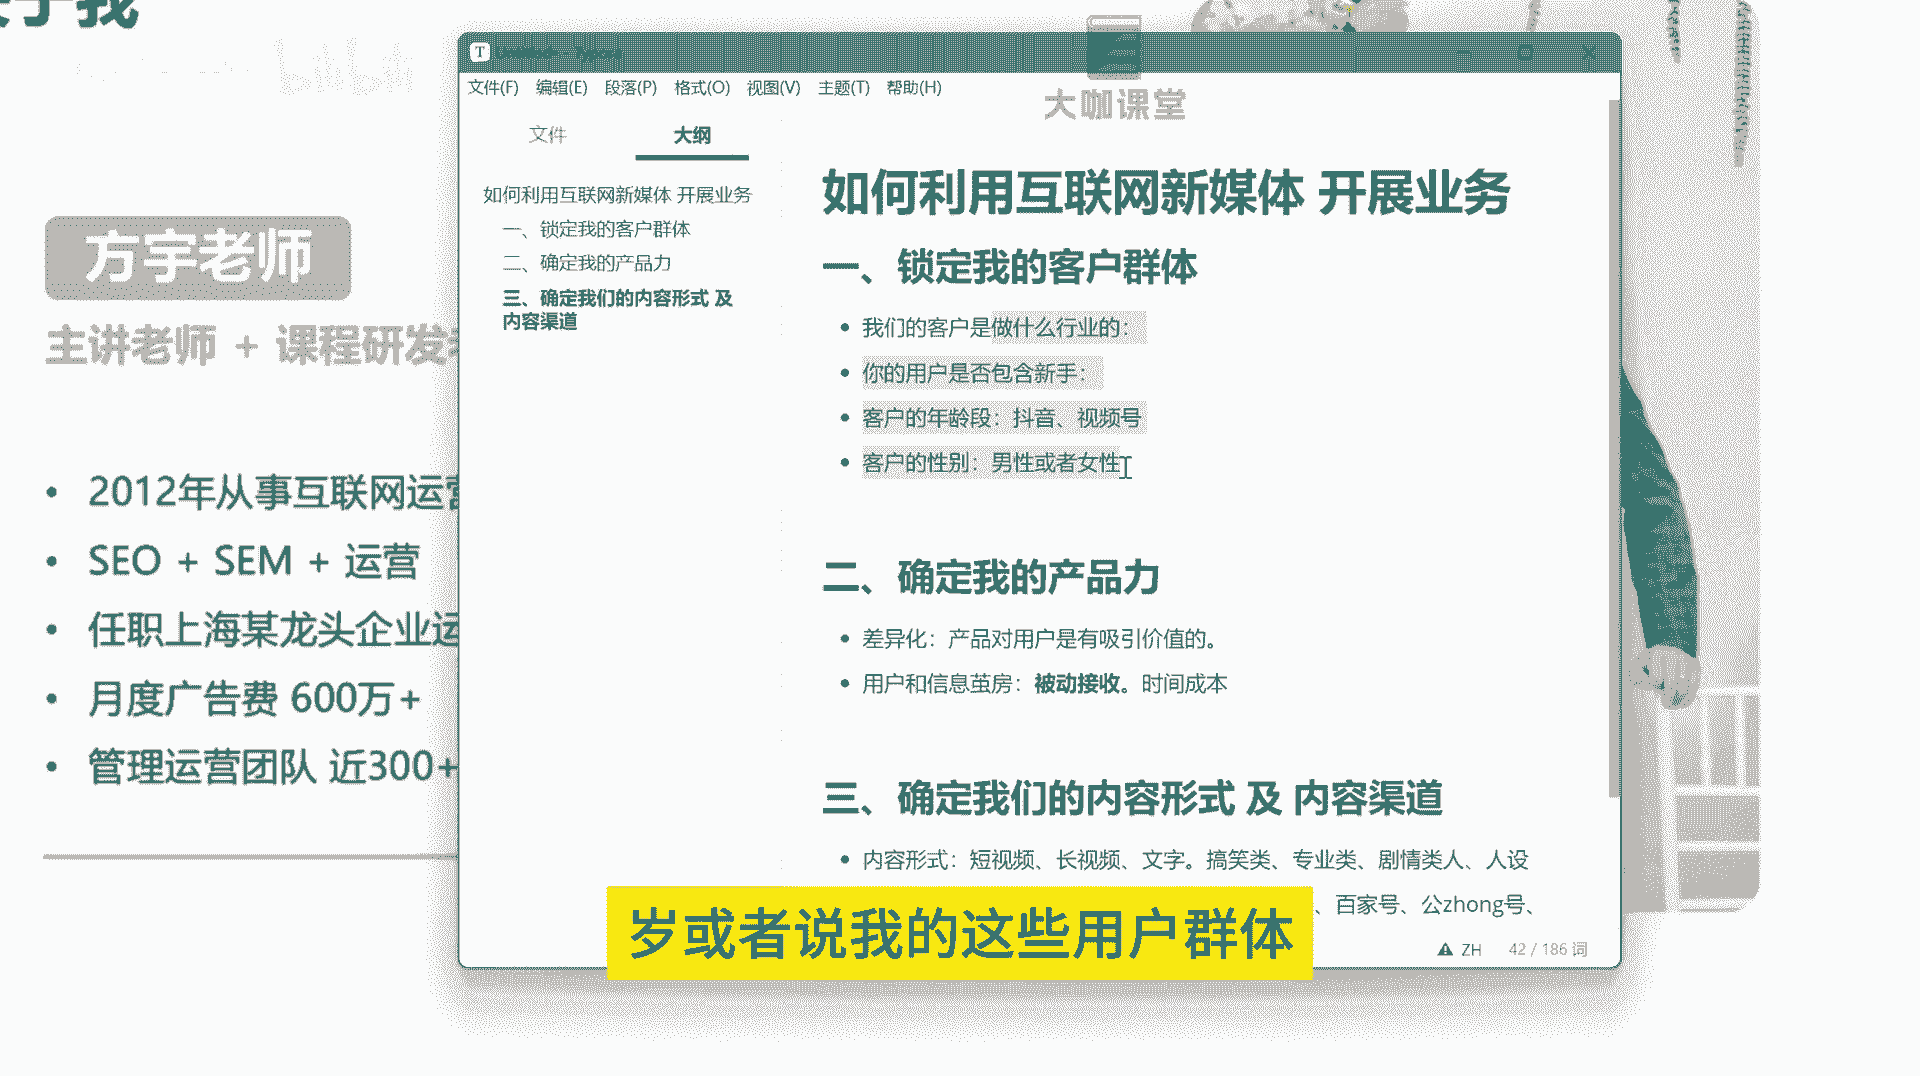 于我
bilibili
方宇老师
主讲老师 + 课程研发
• 2012年从事互联网运营
• SEO + SEM + 运营
• 任职上海某龙头企业运
• 月度广告费 600万+
• 管理运营团队 近300+
T
文件(F) 编辑(E) 段落(P) 格式(O) 视图(V) 主题(T) 帮助(H)
大咖课堂
文件 大纲
如何利用互联网新媒体 开展业务
一、锁定我的客户群体
二、确定我的产品力
三、确定我们的内容形式 及
内容渠道
如何利用互联网新媒体 开展业务
一、锁定我的客户群体
• 我们的客户是做什么行业的：
• 你的用户是否包含新手：
• 客户的年龄段：抖音、视频号
• 客户的性别：男性或者女性
二、确定我的产品力
• 差异化：产品对用户是有吸引价值的。
• 用户和信息茧房：被动接收。时间成本
三、确定我们的内容形式 及 内容渠道
• 内容形式：短视频、长视频、文字。搞笑类、专业类、剧情类人、人设
、百家号、公zhong号、
岁或者说我的这些用户群体
ZH 42 / 186 词